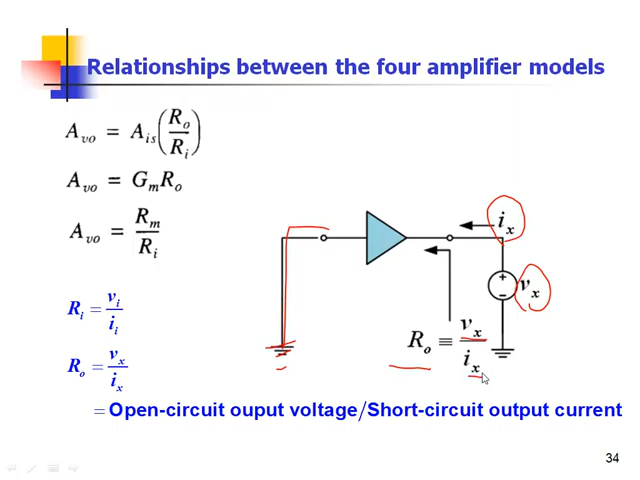 Relationships between the four amplifier models
A_vo = A_is (R_o / R_i)
A_vo = G_m R_o
A_vo = R_m / R_i
i_x
v_x
+
−
R_i = v_i / i_i
R_o ≡ v_x / i_x
R_o = v_x / i_x
= Open-circuit ouput voltage/Short-circuit output current
34